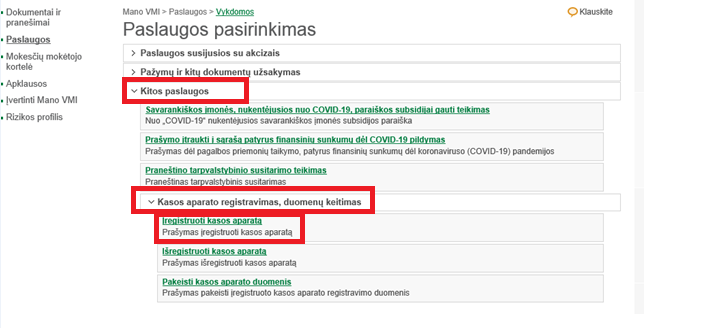 Dokumentai ir
pranešimai
Paslaugos
Mokesčių mokėtojo
kortelė
Apklausos
Įvertinti Mano VMI
Rizikos profilis
Mano VMI > Paslaugos > Vykdomos
Klauskite
Paslaugos pasirinkimas
Paslaugos susijusios su akcizais
Pažymų ir kitų dokumentų užsakymas
Kitos paslaugos
Savarankiškos įmonės, nukentėjusios nuo COVID-19, paraiškos subsidijai gauti teikimas
Nuo „COVID-19“ nukentėjusios savarankiškos įmonės subsidijos paraiška
Prašymo įtraukti į sąrašą patyrus finansinių sunkumų dėl COVID-19 pildymas
Prašymas dėl pagalbos priemonių taikymo, patyrus finansinių sunkumų dėl koronaviruso (COVID-19) pandemijos
Praneštino tarpvalstybinio susitarimo teikimas
Praneštinas tarpvalstybinis susitarimas
Kasos aparato registravimas, duomenų keitimas
Įregistruoti kasos aparatą
Prašymas įregistruoti kasos aparatą
Išregistruoti kasos aparatą
Prašymas išregistruoti kasos aparatą
Pakeisti kasos aparato duomenis
Prašymas pakeisti įregistruoto kasos aparato registravimo duomenis